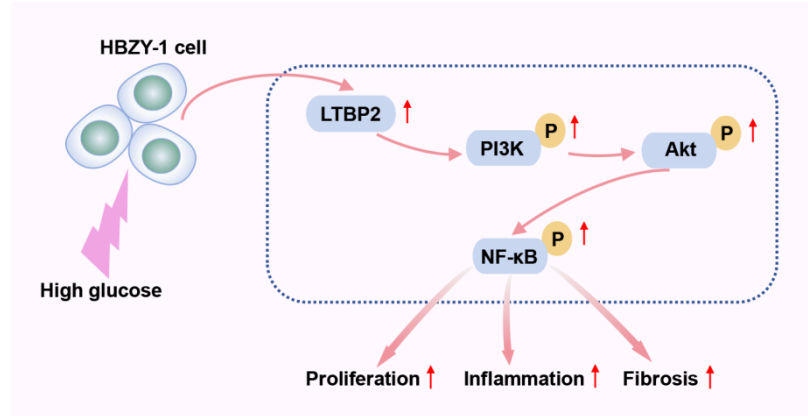 HBZY-1 cell
LTBP2
PI3K
P
Akt
P
NF-κB
P
High glucose
Proliferation
Inflammation
Fibrosis